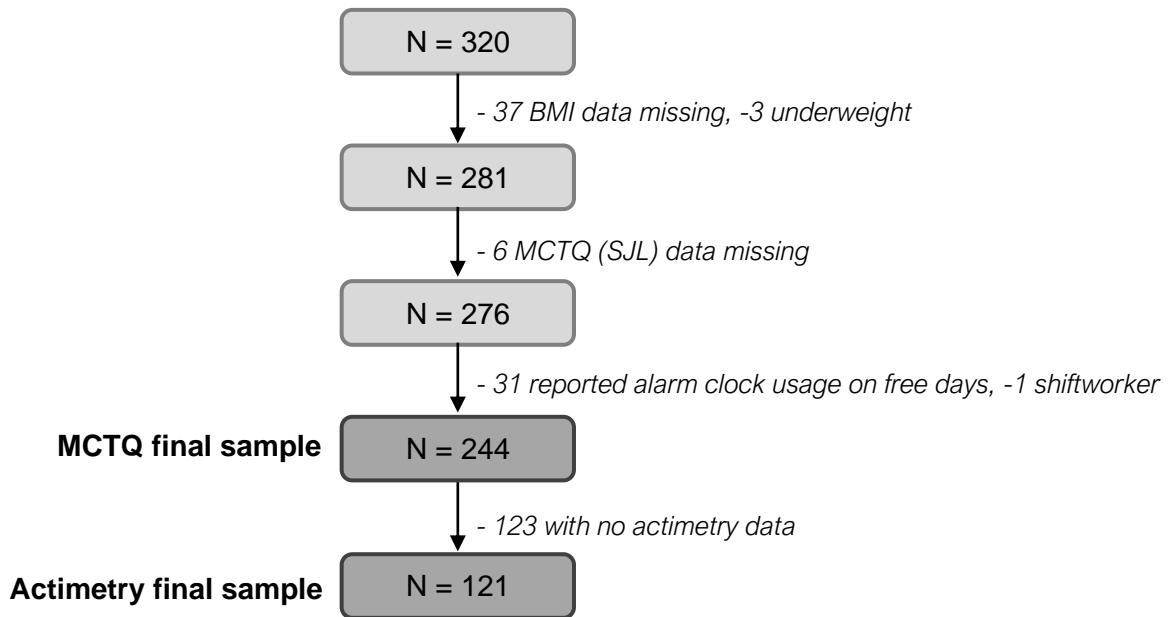 N = 320
- 37 BMI data missing, -3 underweight
N = 281
- 6 MCTQ (SJL) data missing
N = 276
- 31 reported alarm clock usage on free days, -1 shiftworker
MCTQ final sample
N = 244
- 123 with no actimetry data
Actimetry final sample
N = 121